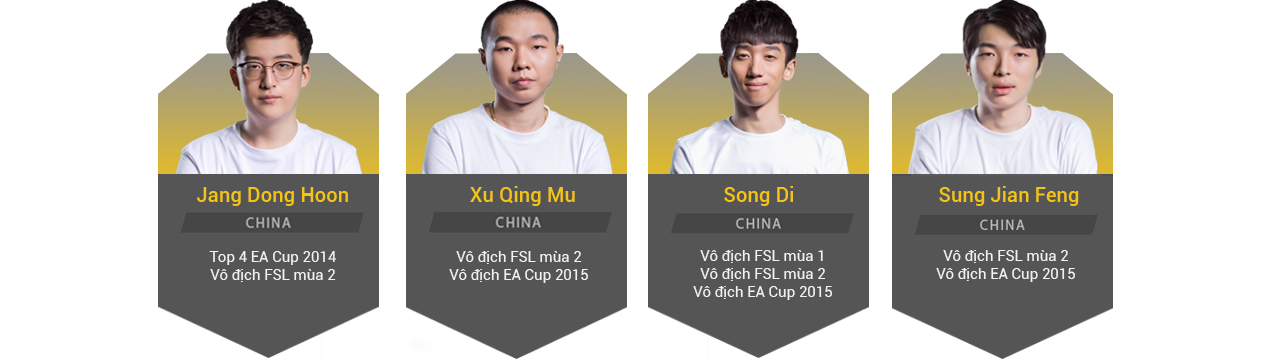 Jang Dong Hoon
CHINA
Top 4 EA Cup 2014
Vô địch FSL mùa 2
Xu Qing Mu
CHINA
Vô địch FSL mùa 2
Vô địch EA Cup 2015
Song Di
CHINA
Vô địch FSL mùa 1
Vô địch FSL mùa 2
Vô địch EA Cup 2015
Sung Jian Feng
CHINA
Vô địch FSL mùa 2
Vô địch EA Cup 2015